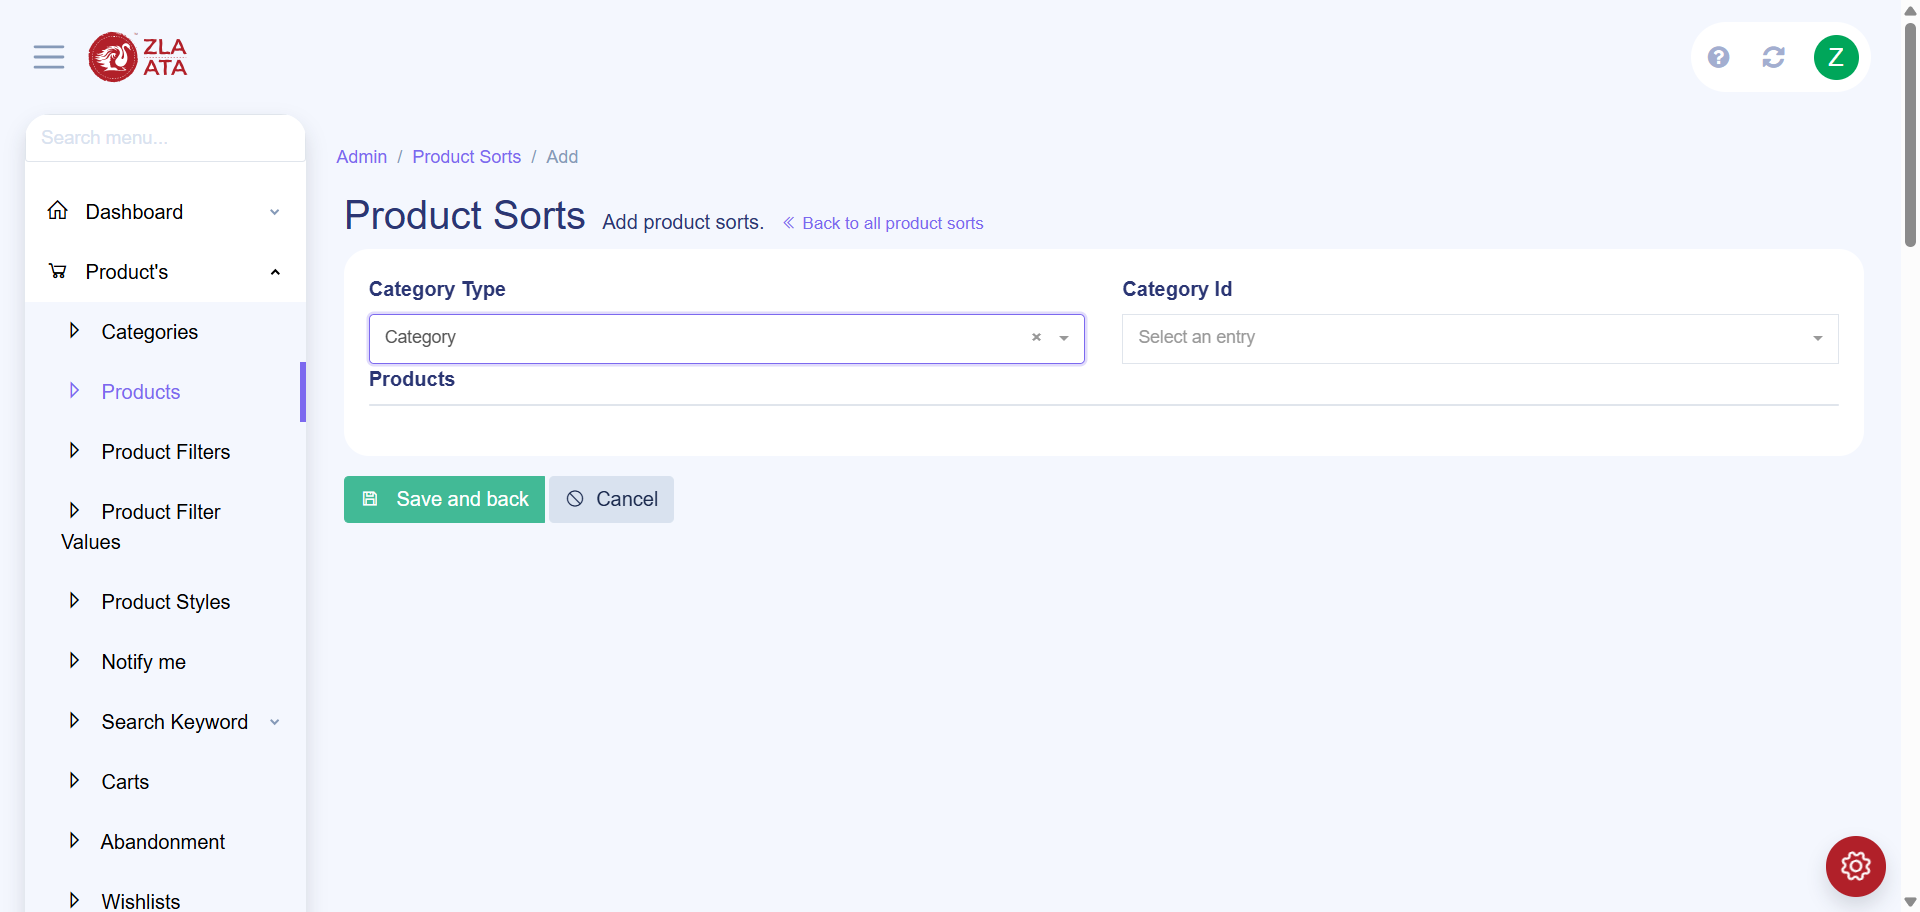 ZLA
ATA
Z
Search menu...
Admin / Product Sorts / Add
Dashboard
Product Sorts Add product sorts. « Back to all product sorts
Product's
Category Type
Category Id
Categories
Category × 
Select an entry
Products
Products
Product Filters
Save and back
Cancel
Product Filter
Values
Product Styles
Notify me
Search Keyword
Carts
Abandonment
Wishlists